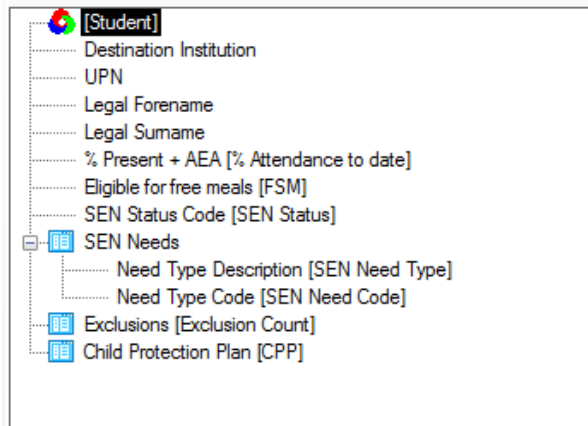 [Student]
Destination Institution
UPN
Legal Forename
Legal Surname
% Present + AEA [% Attendance to date]
Eligible for free meals [FSM]
SEN Status Code [SEN Status]
SEN Needs
Need Type Description [SEN Need Type]
Need Type Code [SEN Need Code]
Exclusions [Exclusion Count]
Child Protection Plan [CPP]